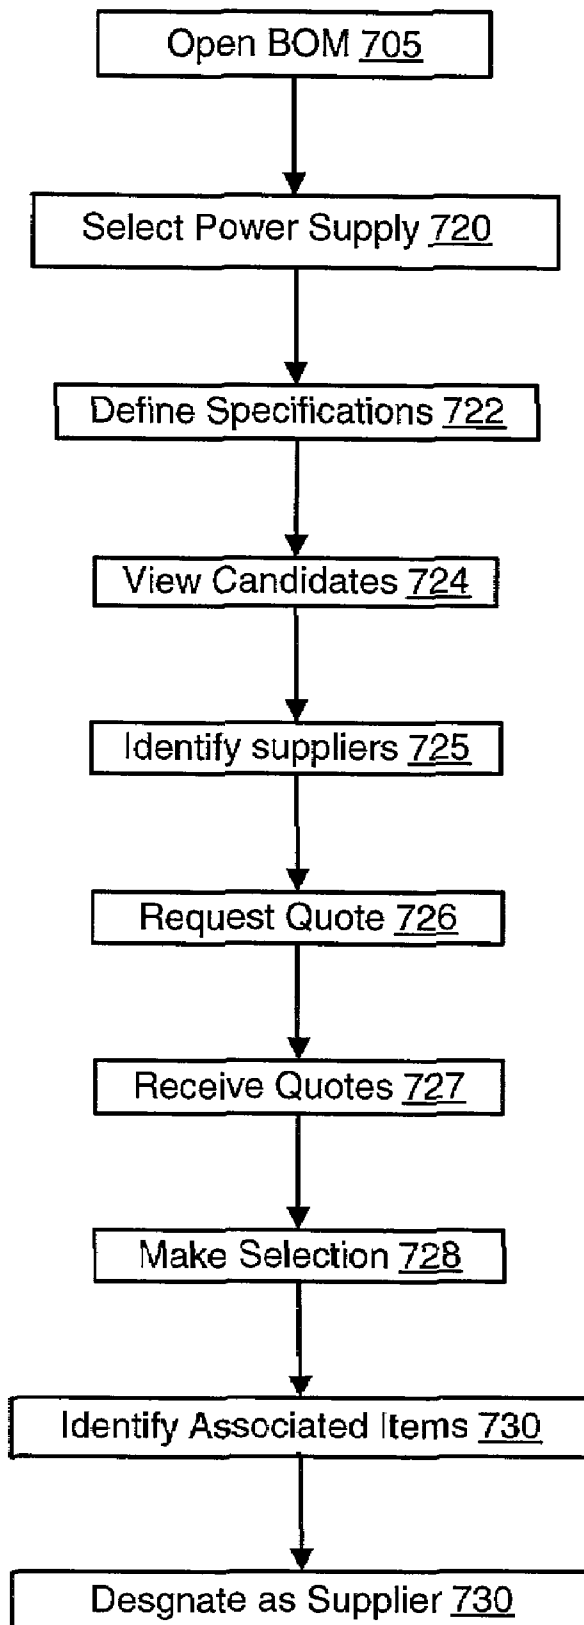 Open BOM 705
Select Power Supply 720
Define Specifications 722
View Candidates 724
Identify suppliers 725
Request Quote 726
Receive Quotes 727
Make Selection 728
Identify Associated Items 730
Desgnate as Supplier 730